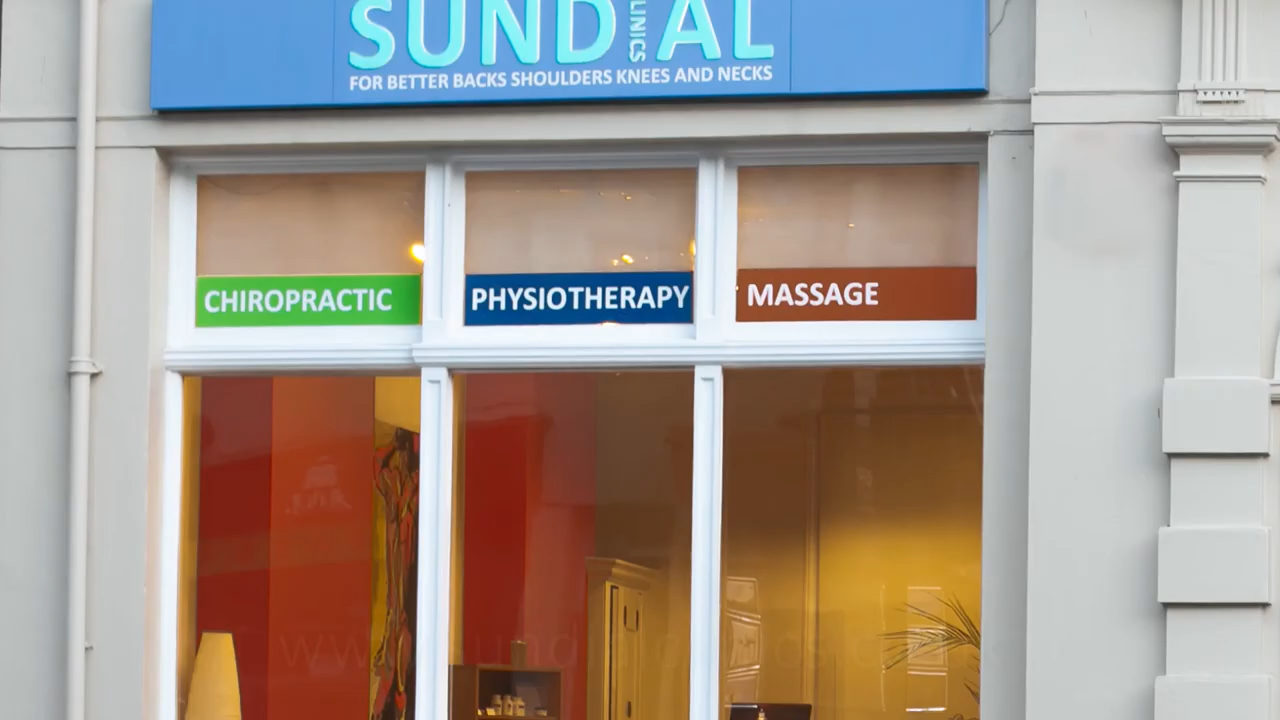 SUNDIAL
CLINICS
FOR BETTER BACKS SHOULDERS KNEES AND NECKS
CHIROPRACTIC
PHYSIOTHERAPY
MASSAGE